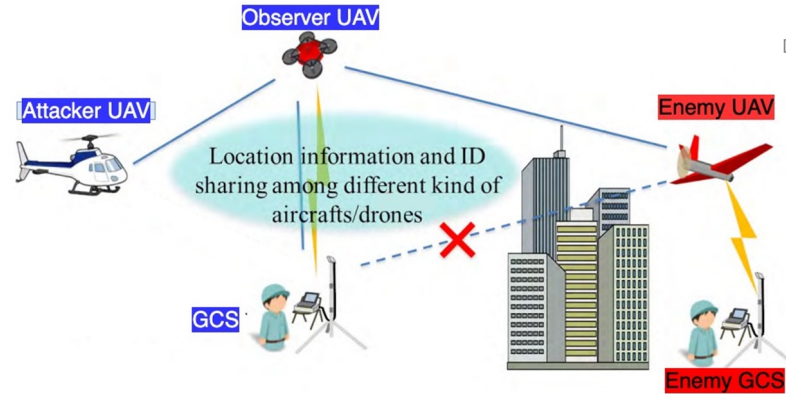 Observer UAV
Attacker UAV
Enemy UAV
Location information and ID
sharing among different kind of
aircrafts/drones
GCS
Enemy GCS